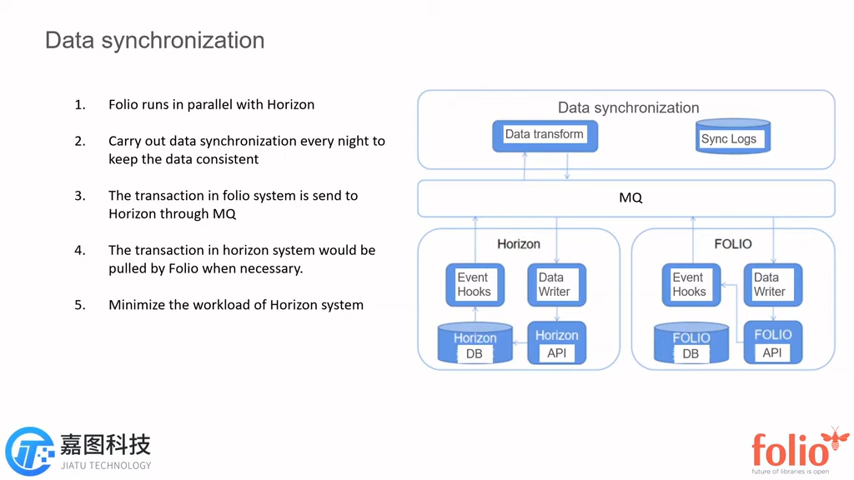 Data synchronization
1. Folio runs in parallel with Horizon
2. Carry out data synchronization every night to
keep the data consistent
3. The transaction in folio system is send to
Horizon through MQ
4. The transaction in horizon system would be
pulled by Folio when necessary.
5. Minimize the workload of Horizon system
Data synchronization
Data transform
Sync Logs
MQ
Horizon
Event
Hooks
Data
Writer
Horizon
DB
Horizon
API
FOLIO
Event
Hooks
Data
Writer
FOLIO
DB
FOLIO
API
嘉图科技
JIATU TECHNOLOGY
folio
future of libraries is open